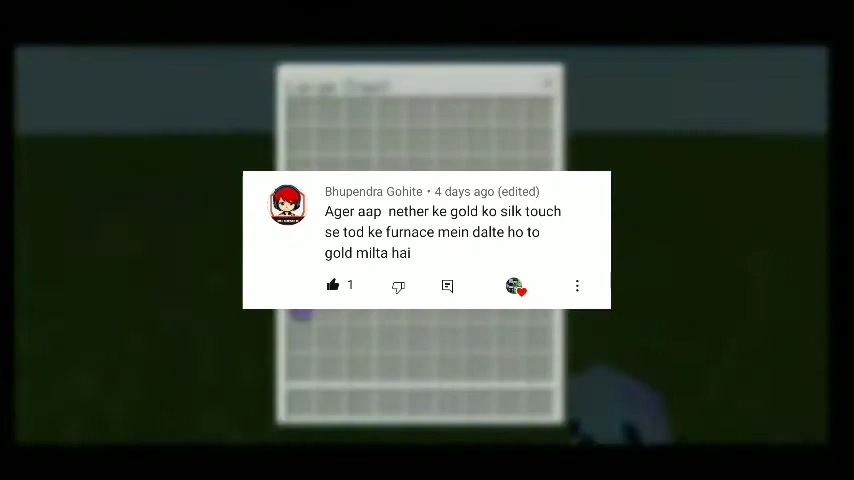 Bhupendra Gohite • 4 days ago (edited)
Ager aap nether ke gold ko silk touch
se tod ke furnace mein dalte ho to
gold milta hai
1